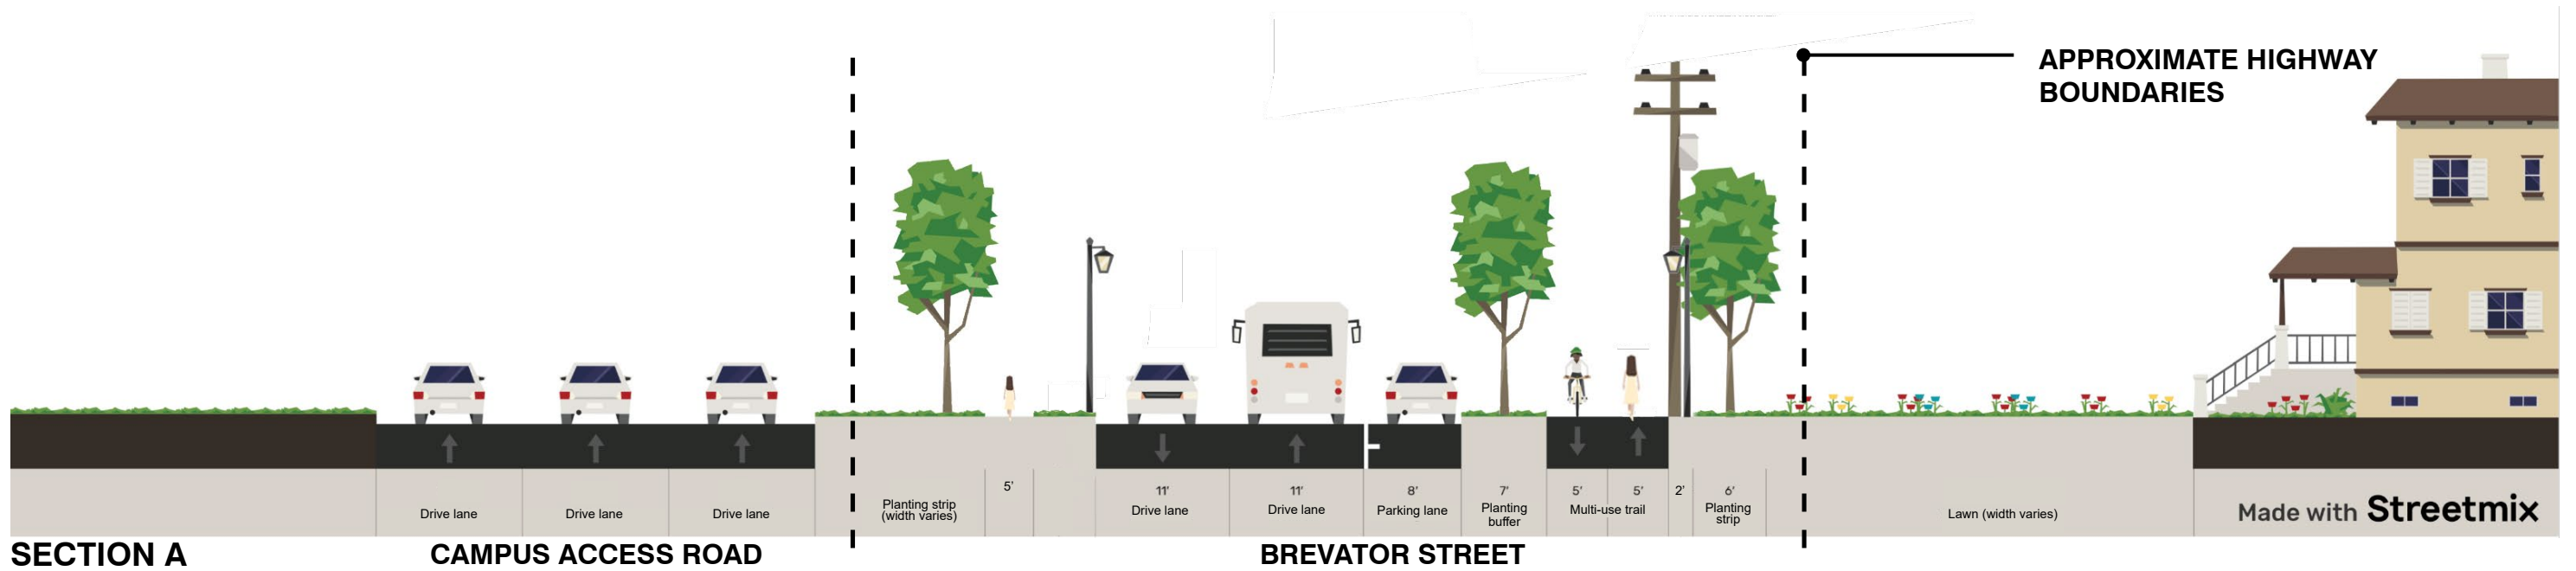 APPROXIMATE HIGHWAY
BOUNDARIES
5’
11’
11’
8’
7’
5’
5’
2’
6’
Drive lane
Drive lane
Drive lane
Planting strip
(width varies)
Drive lane
Drive lane
Parking lane
Planting
buffer
Multi-use trail
Planting
strip
Lawn (width varies)
Made with Streetmix
SECTION A
CAMPUS ACCESS ROAD
BREVATOR STREET